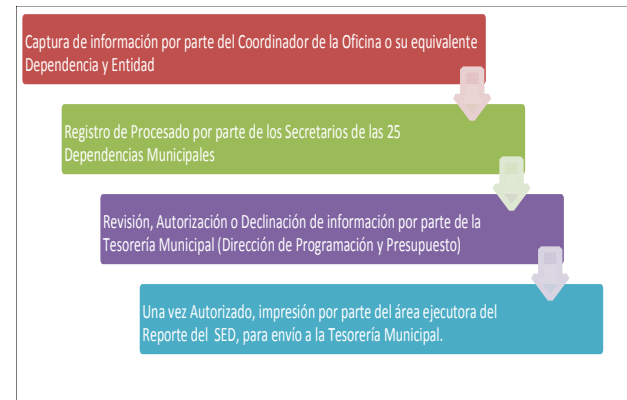 Captura de información por parte del Coordinador de la Oficina o su equivalente
Dependencia y Entidad
Registro de Procesado por parte de los Secretarios de las 25
Dependencias Municipales
Revisión, Autorización o Declinación de información por parte de la
Tesorería Municipal (Dirección de Programación y Presupuesto)
Una vez Autorizado, impresión por parte del área ejecutora del
Reporte del SED, para envío a la Tesorería Municipal.